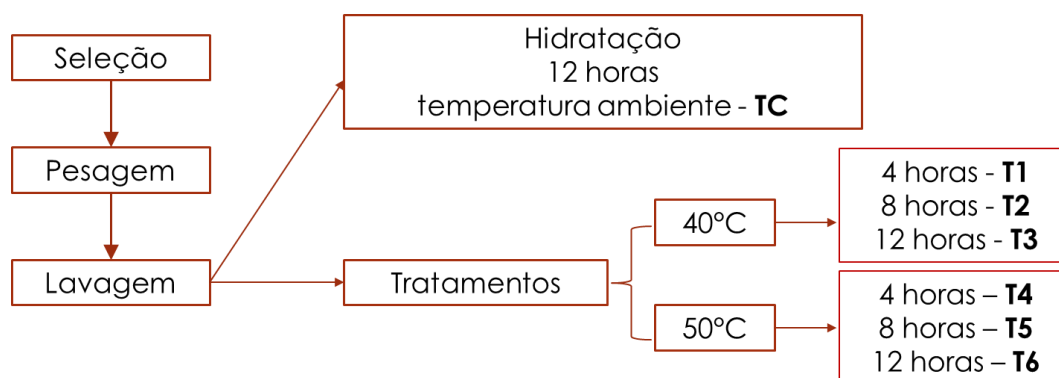 Seleção
Pesagem
Lavagem
Hidratação
12 horas
temperatura ambiente - TC
Tratamentos
40°C
4 horas - T1
8 horas - T2
12 horas - T3
50°C
4 horas – T4
8 horas – T5
12 horas – T6